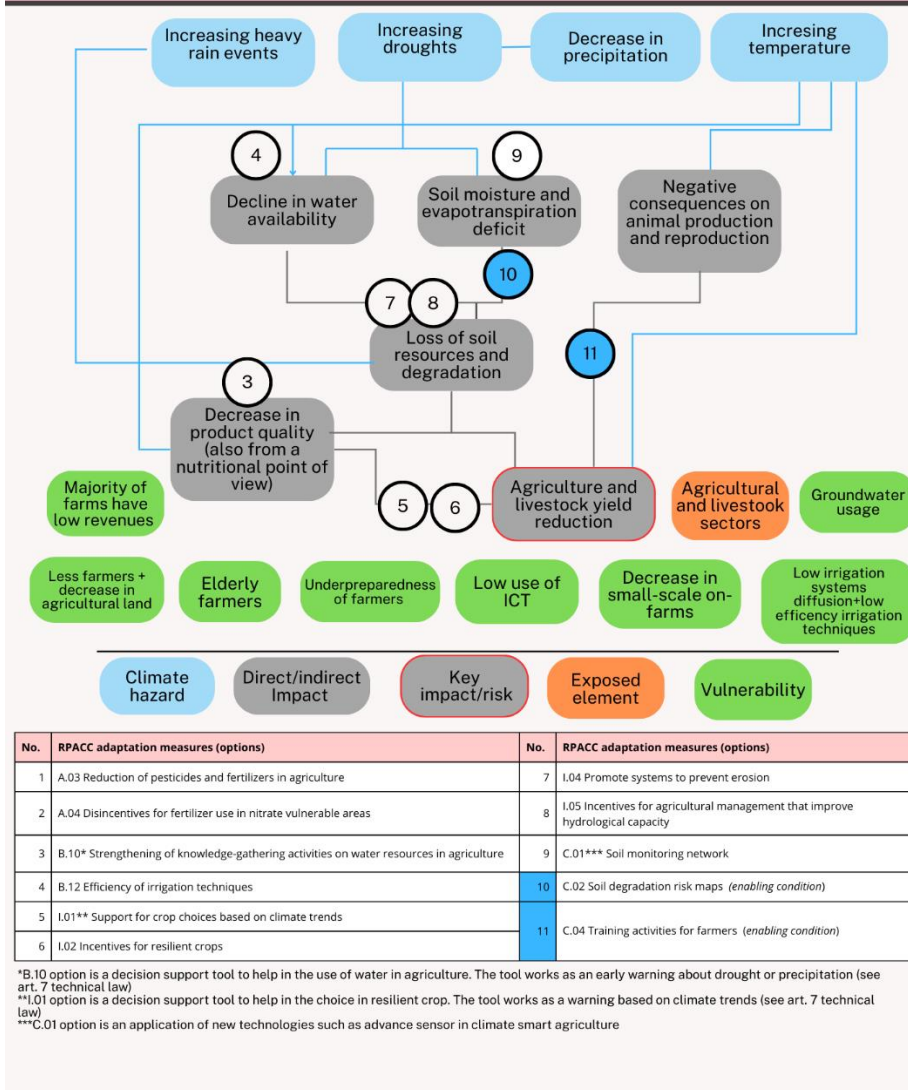 Increasing heavy
rain events
Increasing
droughts
Decrease in
precipitation
Incresing
temperature
4
9
Decline in water
availability
Soil moisture and
evapotranspiration
deficit
Negative
consequences on
animal production
and reproduction
10
7
8
11
Loss of soil
resources and
degradation
3
Decrease in
product quality
(also from a
nutritional point of
view)
5
6
Agriculture and
livestock yield
reduction
Agricultural
and livestook
sectors
Groundwater
usage
Majority of
farms have
low revenues
Less farmers +
decrease in
agricultural land
Elderly
farmers
Underpreparedness
of farmers
Low use of
ICT
Decrease in
small-scale on-
farms
Low irrigation
systems
diffusion+low
efficency irrigation
techniques
Climate
hazard
Direct/indirect
Impact
Key
impact/risk
Exposed
element
Vulnerability
No. RPACC adaptation measures (options) No. RPACC adaptation measures (options)
1 A.03 Reduction of pesticides and fertilizers in agriculture
7 I.04 Promote systems to prevent erosion
2 A.04 Disincentives for fertilizer use in nitrate vulnerable areas
8 I.05 Incentives for agricultural management that improve
hydrological capacity
3 B.10* Strengthening of knowledge-gathering activities on water resources in agriculture
9 C.01*** Soil monitoring network
4 B.12 Efficiency of irrigation techniques
10 C.02 Soil degradation risk maps (enabling condition)
5 I.01** Support for crop choices based on climate trends
11 C.04 Training activities for farmers (enabling condition)
6 I.02 Incentives for resilient crops
*B.10 option is a decision support tool to help in the use of water in agriculture. The tool works as an early warning about drought or precipitation (see
art. 7 technical law)
**I.01 option is a decision support tool to help in the choice in resilient crop. The tool works as a warning based on climate trends (see art. 7 technical
law)
***C.01 option is an application of new technologies such as advance sensor in climate smart agriculture